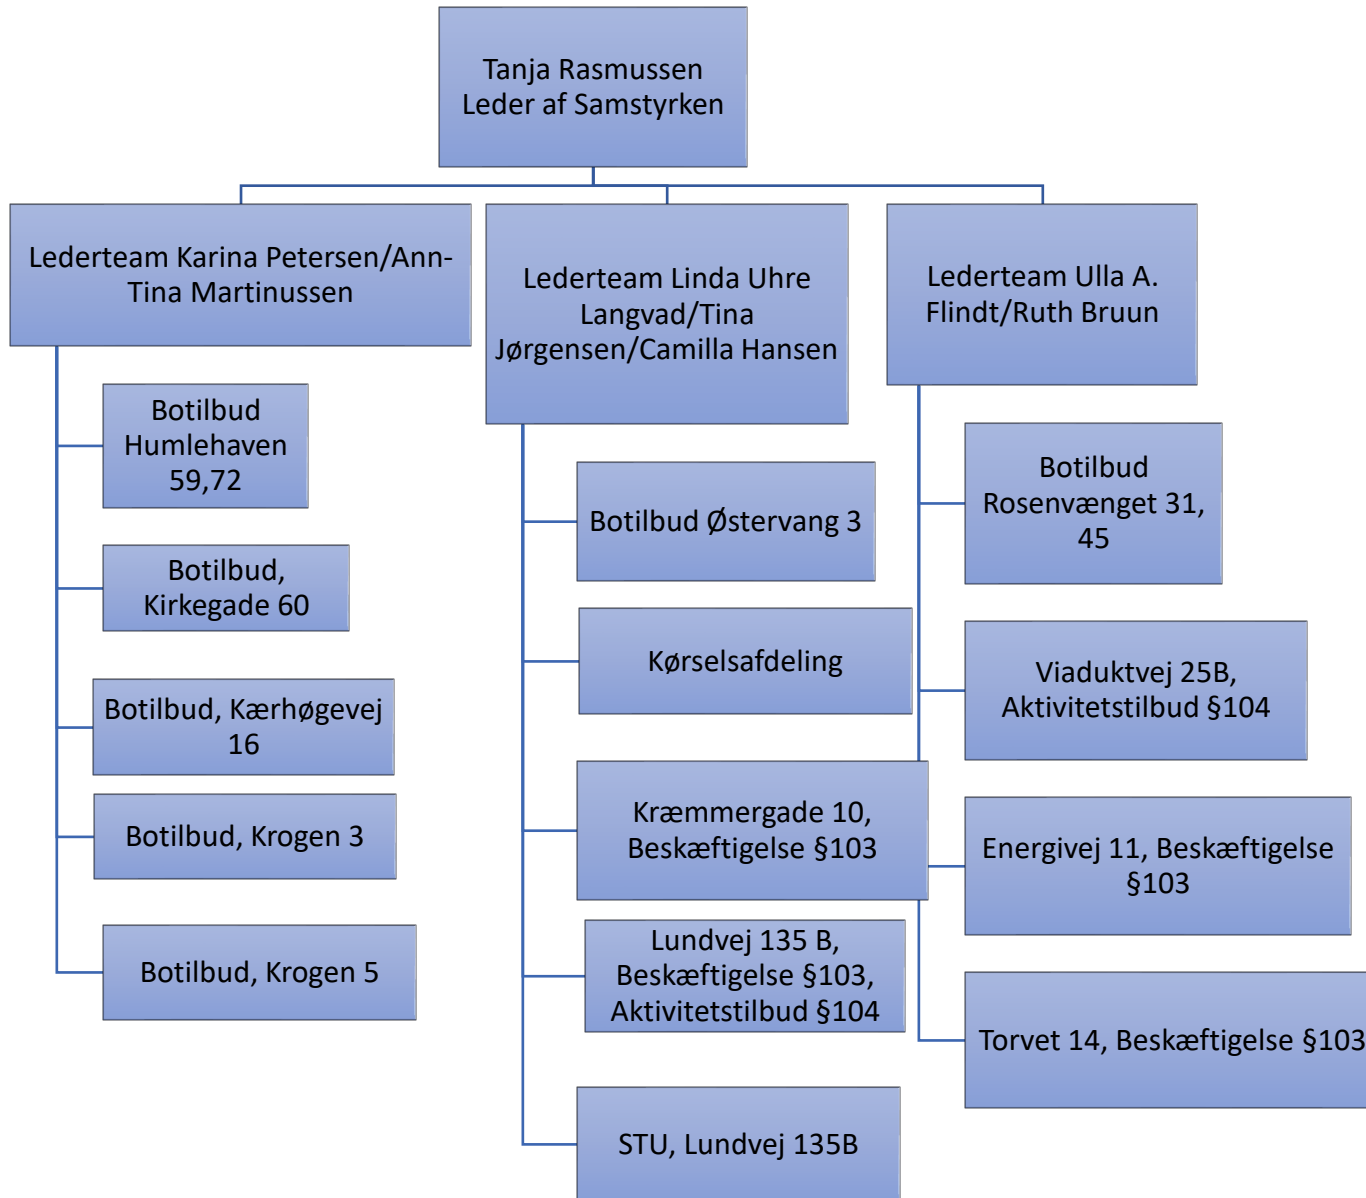 Tanja Rasmussen
Leder af Samstyrken
Lederteam Karina Petersen/Ann-
Tina Martinussen
Botilbud
Humlehaven
59,72
Botilbud,
Kirkegade 60
Botilbud, Kærhøgevej
16
Botilbud, Krogen 3
Botilbud, Krogen 5
Lederteam Linda Uhre
Langvad/Tina
Jørgensen/Camilla Hansen
Botilbud Østervang 3
Kørselsafdeling
Kræmmergade 10,
Beskæftigelse §103
Lundvej 135 B,
Beskæftigelse §103,
Aktivitetstilbud §104
STU, Lundvej 135B
Lederteam Ulla A.
Flindt/Ruth Bruun
Botilbud
Rosenvænget 31,
45
Viaduktvej 25B,
Aktivitetstilbud §104
Energivej 11, Beskæftigelse
§103
Torvet 14, Beskæftigelse §103